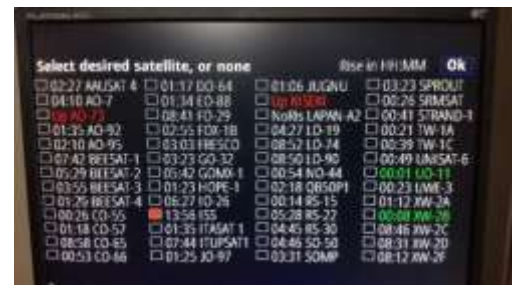 Select desired satellite, or none Rise in HH:MM Ok
02:27 AAUSAT 4 01:17 DO-64 01:06 JUGNU 03:23 SPROUT
04:10 AO-7 01:34 EO-88 Up KISEKI 00:26 SRMSAT
Up AO-73 08:41 FO-29 NoRis LAPAN-A2 00:41 STRAND-1
01:35 AO-92 02:55 FOX-1B 04:27 LO-19 00:21 TW-1A
02:10 AO-95 03:03 FRESCO 08:52 LO-74 00:39 TW-1C
07:42 BEESAT-1 03:23 GO-32 08:50 LO-90 00:49 UNISAT-6
05:29 BEESAT-2 05:42 GOMX-1 00:54 NO-44 00:01 UO-11
03:55 BEESAT-3 01:23 HOPE-1 02:18 QB50P1 00:23 UWE-3
01:25 BEESAT-4 06:27 IO-26 00:14 RS-15 01:12 XW-2A
00:26 CO-55 13:56 ISS 05:28 RS-22 00:08 XW-2B
01:18 CO-57 01:35 ITASAT 1 04:45 RS-30 08:46 XW-2C
08:58 CO-65 07:44 ITUPSAT1 04:46 SO-50 08:31 XW-2D
00:53 CO-66 01:25 JO-97 03:31 SOMP 08:12 XW-2F